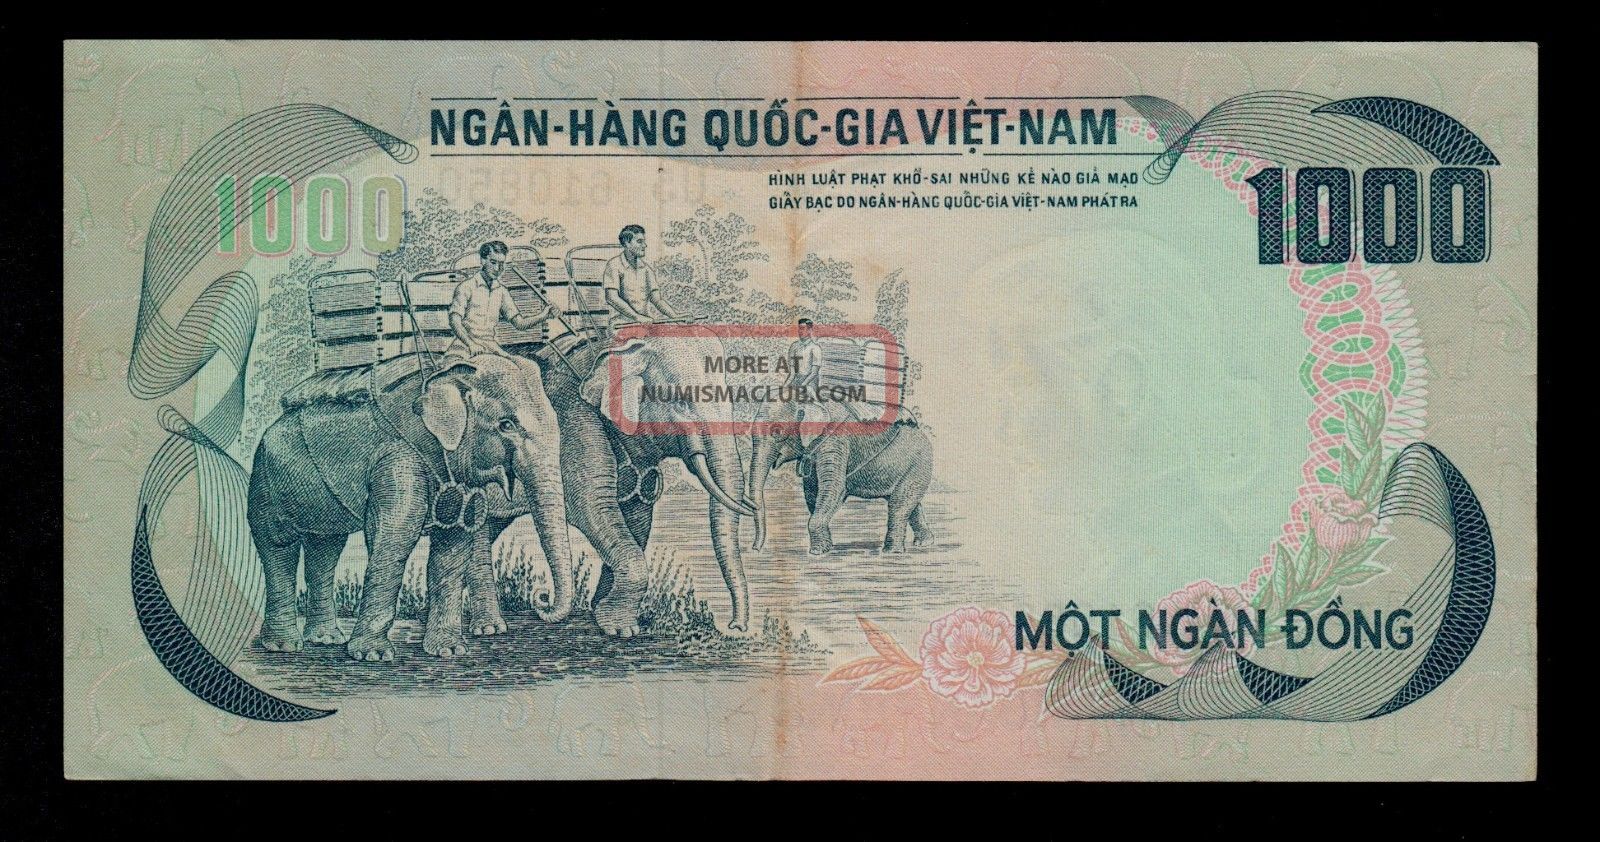 NGÂN-HÀNG QUỐC-GIA VIỆT-NAM
HÌNH LUẬT PHẠT KHỔ-SAI NHỮNG KẺ NÀO GIẢ MẠO
GIẤY BẠC DO NGÂN-HÀNG QUỐC-GIA VIỆT-NAM PHÁT RA
1000
1000
MORE AT
NUMISMACLUB.COM
MỘT NGÀN ĐỒNG